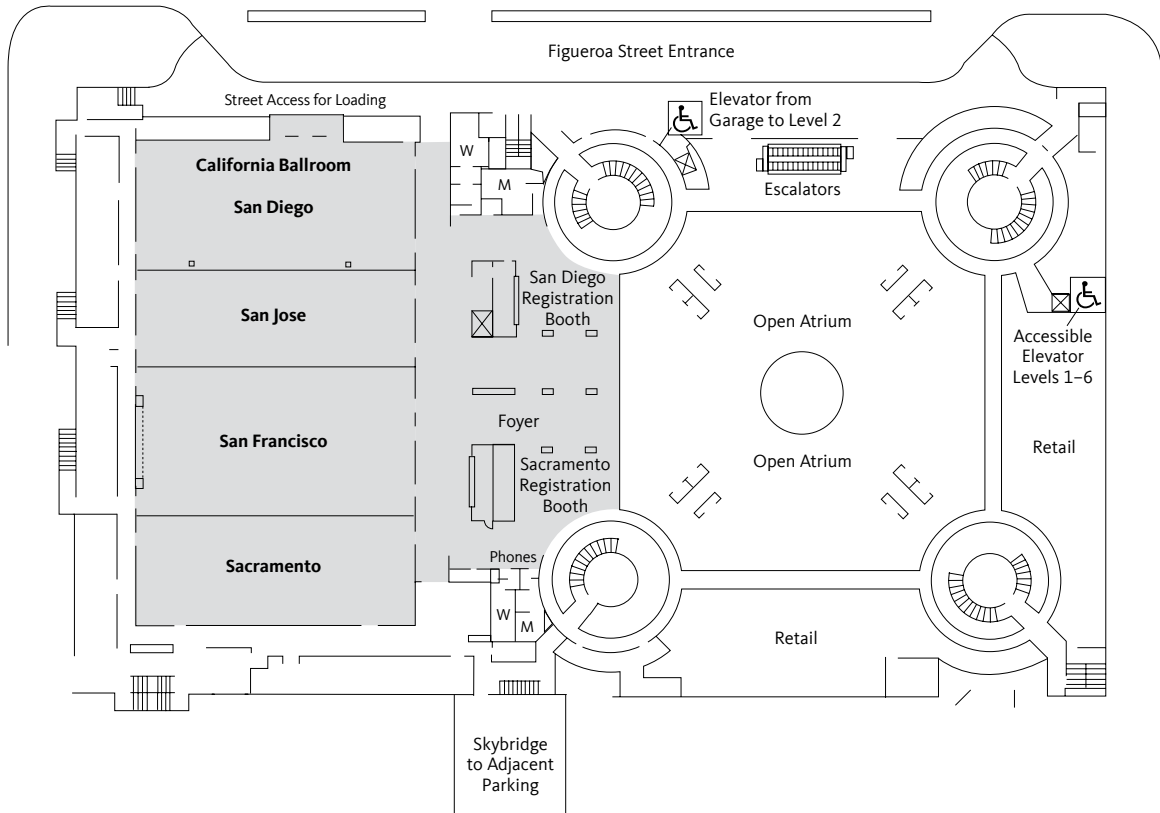 Figueroa Street Entrance
Street Access for Loading
Elevator from
Garage to Level 2
W
M
Escalators
California Ballroom
San Diego
San Jose
San Francisco
Sacramento
San Diego
Registration
Booth
Foyer
Sacramento
Registration
Booth
Phones
W
M
Open Atrium
Open Atrium
Accessible
Elevator
Levels 1–6
Retail
Retail
Skybridge
to Adjacent
Parking